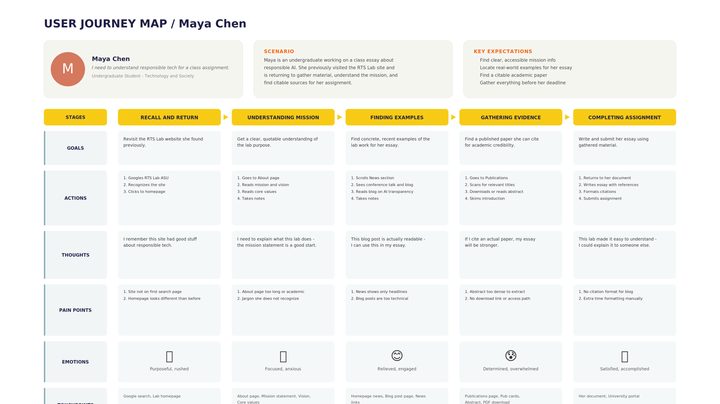 USER JOURNEY MAP / Maya Chen
M
Maya Chen
I need to understand responsible tech for a class assignment.
Undergraduate Student · Technology and Society
SCENARIO
Maya is an undergraduate working on a class essay about
responsible AI. She previously visited the RTS Lab site and
is returning to gather material, understand the mission, and
find citable sources for her assignment.
KEY EXPECTATIONS
Find clear, accessible mission info
Locate real-world examples for her essay
Find a citable academic paper
Gather everything before her deadline
STAGES
RECALL AND RETURN
UNDERSTANDING MISSION
FINDING EXAMPLES
GATHERING EVIDENCE
COMPLETING ASSIGNMENT
GOALS
Revisit the RTS Lab website she found
previously.
Get a clear, quotable understanding of
the lab purpose.
Find concrete, recent examples of the
lab work for her essay.
Find a published paper she can cite
for academic credibility.
Write and submit her essay using
gathered material.
ACTIONS
1. Googles RTS Lab ASU
2. Recognizes the site
3. Clicks to homepage
1. Goes to About page
2. Reads mission and vision
3. Reads core values
4. Takes notes
1. Scrolls News section
2. Sees conference talk and blog
3. Reads blog on AI transparency
4. Takes notes
1. Goes to Publications
2. Scans for relevant titles
3. Downloads or reads abstract
4. Skims introduction
1. Returns to her document
2. Writes essay with references
3. Formats citations
4. Submits assignment
THOUGHTS
I remember this site had good stuff
about responsible tech.
I need to explain what this lab does -
the mission statement is a good start.
This blog post is actually readable -
I can use this in my essay.
If I cite an actual paper, my essay
will be stronger.
This lab made it easy to understand -
I could explain it to someone else.
PAIN POINTS
1. Site not on first search page
2. Homepage looks different than before
1. About page too long or academic
2. Jargon she does not recognize
1. News shows only headlines
2. Blog posts are too technical
1. Abstract too dense to extract
2. No download link or access path
1. No citation format for blog
2. Extra time formatting manually
EMOTIONS
Purposeful, rushed
Focused, anxious
Relieved, engaged
Determined, overwhelmed
Satisfied, accomplished
Google search, Lab homepage
About page, Mission statement, Vision,
Core values
Homepage news, Blog post page, News
links
Publications page, Pub cards,
Abstract, PDF download
Her document, University portal